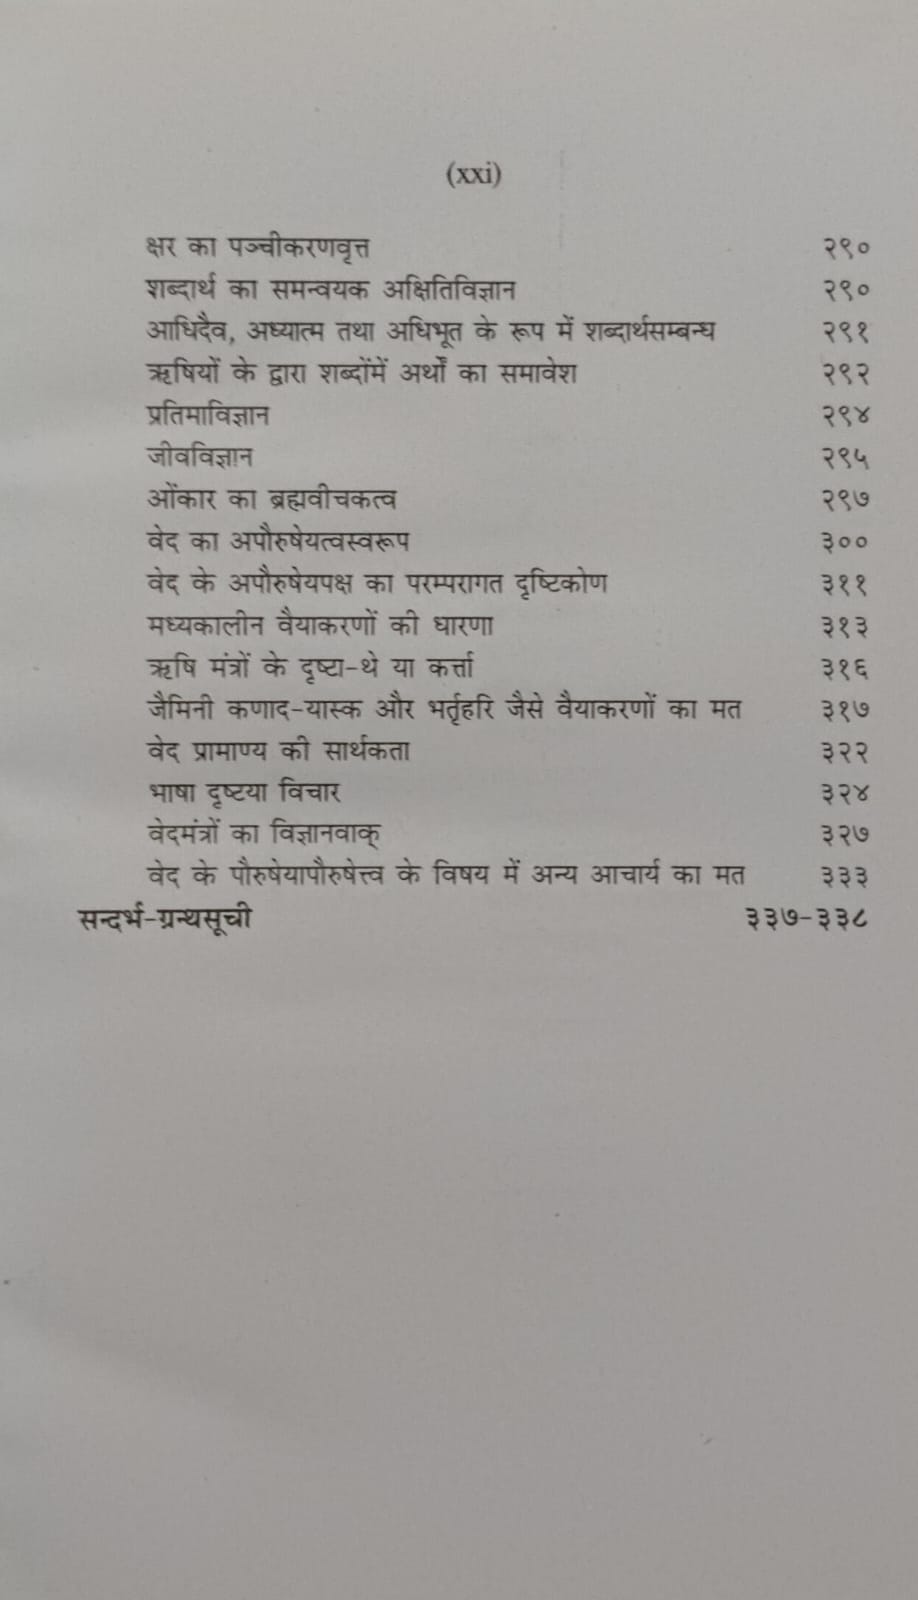 (xxi)
क्षर का पञ्चीकरणवृत्त २९०
शब्दार्थ का समन्वयक अक्षितिविज्ञान २९०
आधिदैव, अध्यात्म तथा अधिभूत के रूप में शब्दार्थसम्बन्ध २९१
ऋषियों के द्वारा शब्दोंमें अर्थों का समावेश २९२
प्रतिमाविज्ञान २९४
जीवविज्ञान २९५
ओंकार का ब्रह्मवीचकत्व २९७
वेद का अपौरुषेयत्वस्वरूप ३००
वेद के अपौरुषेयपक्ष का परम्परागत दृष्टिकोण ३११
मध्यकालीन वैयाकरणों की धारणा ३१३
ऋषि मंत्रों के दृष्टा-थे या कर्त्ता ३१६
जैमिनी कणाद-यास्क और भर्तृहरि जैसे वैयाकरणों का मत ३१७
वेद प्रामाण्य की सार्थकता ३२२
भाषा दृष्टया विचार ३२४
वेदमंत्रों का विज्ञानवाक् ३२७
वेद के पौरुषेयापौरुषेत्त्व के विषय में अन्य आचार्य का मत ३३३
सन्दर्भ-ग्रन्थसूची ३३७-३३८